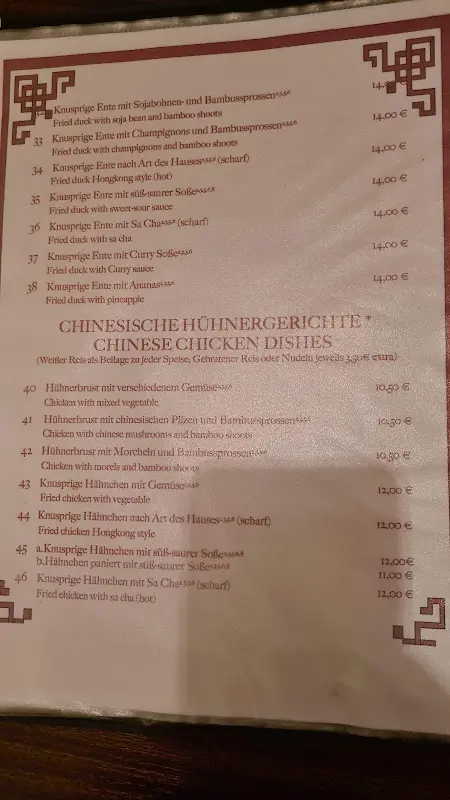 Knusprige Ente mit Sojabohnen- und Bambussprossen
Fried duck with soja bean and bamboo shoots
33 Knusprige Ente mit Champignons und Bambussprossen 14,00 €
Fried duck with champignons and bamboo shoots
34 Knusprige Ente nach Art des Hauses (scharf) 14,00 €
Fried duck Hongkong style (hot)
35 Knusprige Ente mit süß-saurer Soße 14,00 €
Fried duck with sweet-sour sauce
36 Knusprige Ente mit Sa Cha (scharf) 14,00 €
Fried duck with sa cha
37 Knusprige Ente mit Curry Soße 14,00 €
Fried duck with Curry sauce
38 Knusprige Ente mit Ananas 14,00 €
Fried duck with pineapple
CHINESISCHE HÜHNERGERICHTE *
CHINESE CHICKEN DISHES
(Weißer Reis als Beilage zu jeder Speise, Gebratener Reis oder Nudeln jeweils 3,50€ extra)
40 Hühnerbrust mit verschiedenem Gemüse 10,50 €
Chicken with mixed vegetable
41 Hühnerbrust mit chinesischen Pilzen und Bambussprossen 10,50 €
Chicken with chinese mushrooms and bamboo shoots
42 Hühnerbrust mit Morcheln und Bambussprossen 10,50 €
Chicken with morels and bamboo shoots
43 Knusprige Hähnchen mit Gemüse 12,00 €
Fried chicken with vegetable
44 Knusprige Hähnchen nach Art des Hauses (scharf) 12,00 €
Fried chicken Hongkong style
45 a.Knusprige Hähnchen mit süß-saurer Soße 12,00€
b.Hähnchen paniert mit süß-saurer Soße 11,00 €
46 Knusprige Hähnchen mit Sa Cha (scharf) 12,00 €
Fried chicken with sa cha (hot)